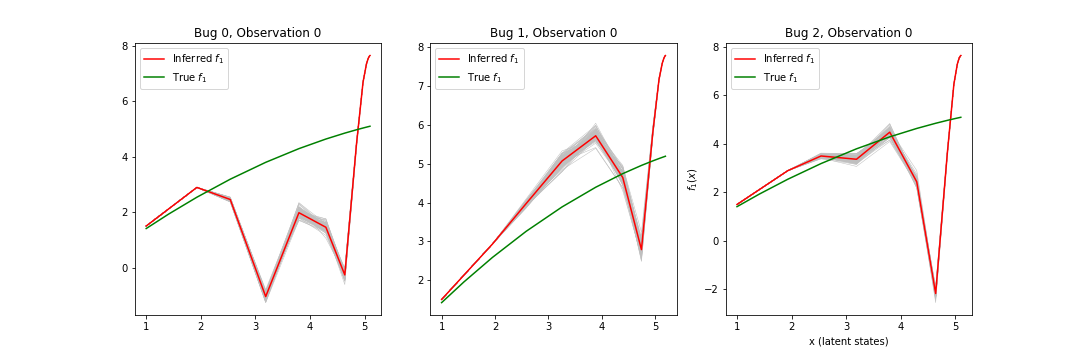 Bug 0, Observation 0
Inferred f₁
True f₁
8
6
4
2
0
1 2 3 4 5
Bug 1, Observation 0
Inferred f₁
True f₁
8
7
6
5
4
3
2
1 2 3 4 5
Bug 2, Observation 0
Inferred f₁
True f₁
f₁(x)
8
6
4
2
0
−2
1 2 3 4 5
x (latent states)